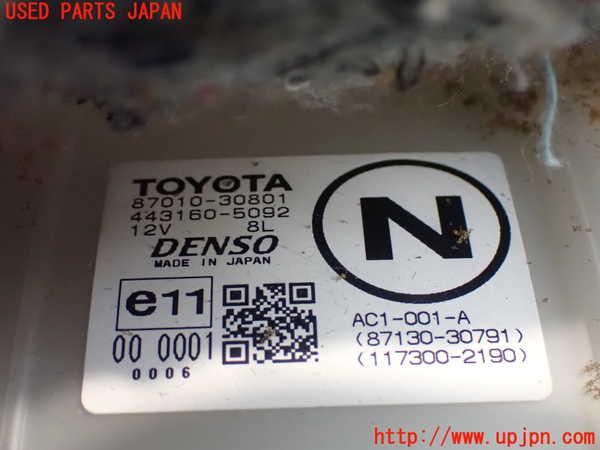 USED PARTS JAPAN
TOYOTA
87010-30801
443160-5092
12V 8L
DENSO
MADE IN JAPAN
N
e11
00 0001
0006
AC1-001-A
(87130-30791)
(117300-2190)
http://www.upjpn.com/